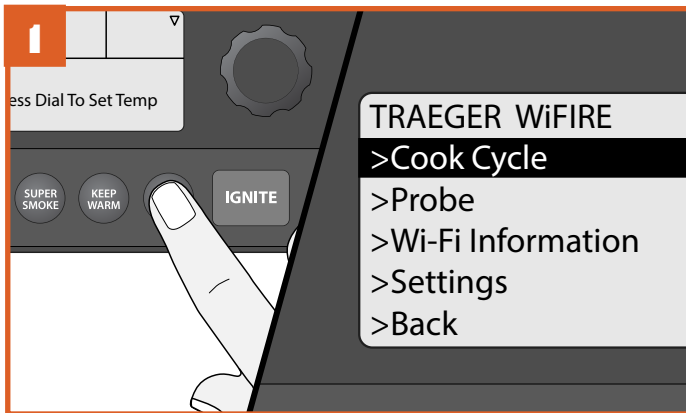 1
ess Dial To Set Temp
SUPER
SMOKE
KEEP
WARM
IGNITE
TRAEGER WiFIRE
>Cook Cycle
>Probe
>Wi-Fi Information
>Settings
>Back